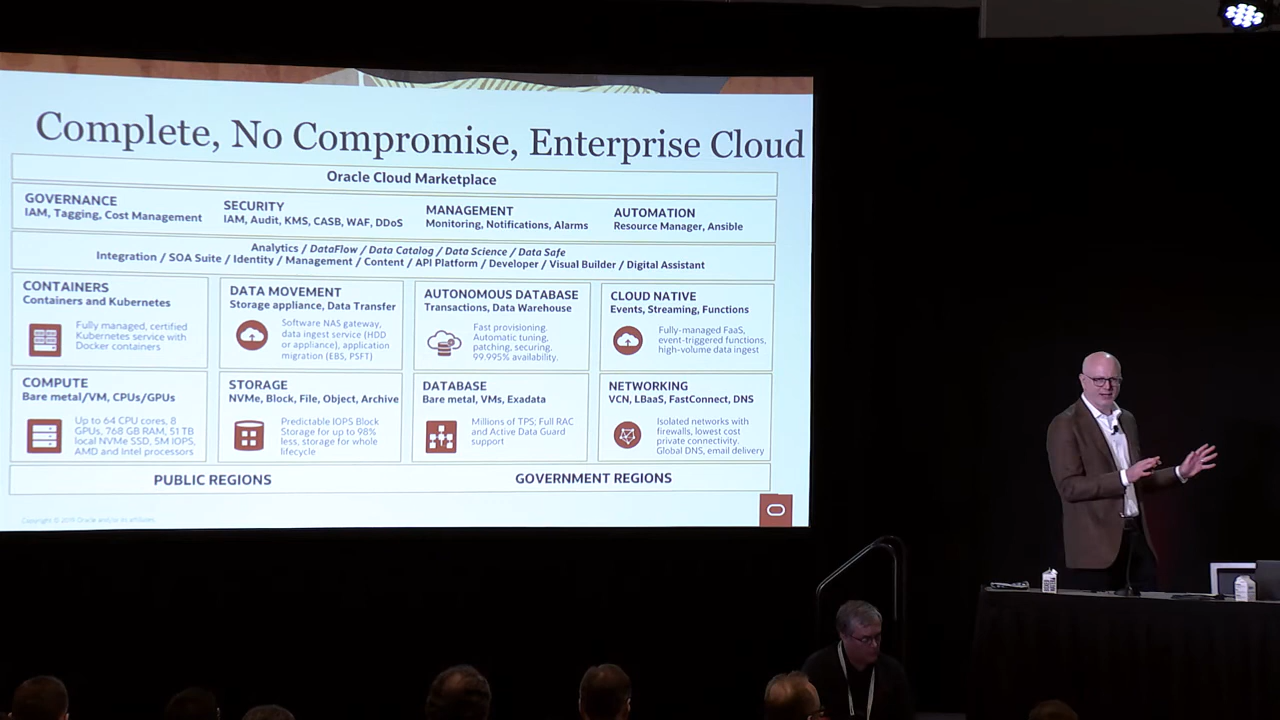 Complete, No Compromise, Enterprise Cloud
Oracle Cloud Marketplace
GOVERNANCE
IAM, Tagging, Cost Management
SECURITY
IAM, Audit, KMS, CASB, WAF, DDoS
MANAGEMENT
Monitoring, Notifications, Alarms
AUTOMATION
Resource Manager, Ansible
Analytics / DataFlow / Data Catalog / Data Science / Data Safe
Integration / SOA Suite / Identity / Management / Content / API Platform / Developer / Visual Builder / Digital Assistant
CONTAINERS
Containers and Kubernetes
Fully managed, certified
Kubernetes service with
Docker containers
DATA MOVEMENT
Storage appliance, Data Transfer
Software NAS gateway,
data ingest service (HDD
or appliance), application
migration (EBS, PSFT)
AUTONOMOUS DATABASE
Transactions, Data Warehouse
Fast provisioning.
Automatic tuning,
patching, securing.
99.995% availability.
CLOUD NATIVE
Events, Streaming, Functions
Fully-managed FaaS,
event-triggered functions,
high-volume data ingest
COMPUTE
Bare metal/VM, CPUs/GPUs
Up to 64 CPU cores, 8
GPUs, 768 GB RAM, 51 TB
local NVMe SSD, 5M IOPS,
AMD and Intel processors
STORAGE
NVMe, Block, File, Object, Archive
Predictable IOPS Block
Storage for up to 98%
less, storage for whole
lifecycle
DATABASE
Bare metal, VMs, Exadata
Millions of TPS; Full RAC
and Active Data Guard
support
NETWORKING
VCN, LBaaS, FastConnect, DNS
Isolated networks with
firewalls, lowest cost
private connectivity.
Global DNS, email delivery
PUBLIC REGIONS
GOVERNMENT REGIONS
Copyright © 2019 Oracle and/or its affiliates.